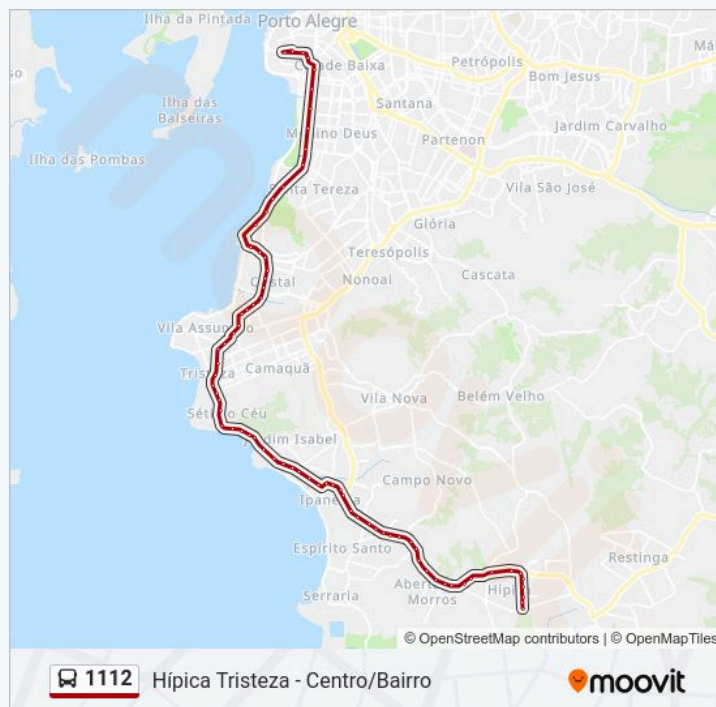 Ilha da Pintada
Porto Alegre
Cidade Baixa
Petrópolis
Bom Jesus
Ilha das
Balseiras
Santana
Menino Deus
Partenon
Jardim Carvalho
Ilha das Pombas
Santa Tereza
Vila São José
Glória
Teresópolis
Cristal
Nonoai
Cascata
Vila Assunção
Tristeza
Camaquã
Vila Nova
Belém Velho
Sétimo Céu
Jardim Isabel
Campo Novo
Ipanema
Espírito Santo
Restinga
Serraria
Aberta
Morros
Hípica
© OpenStreetMap contributors | © OpenMapTiles
1112 Hípica Tristeza - Centro/Bairro moovit